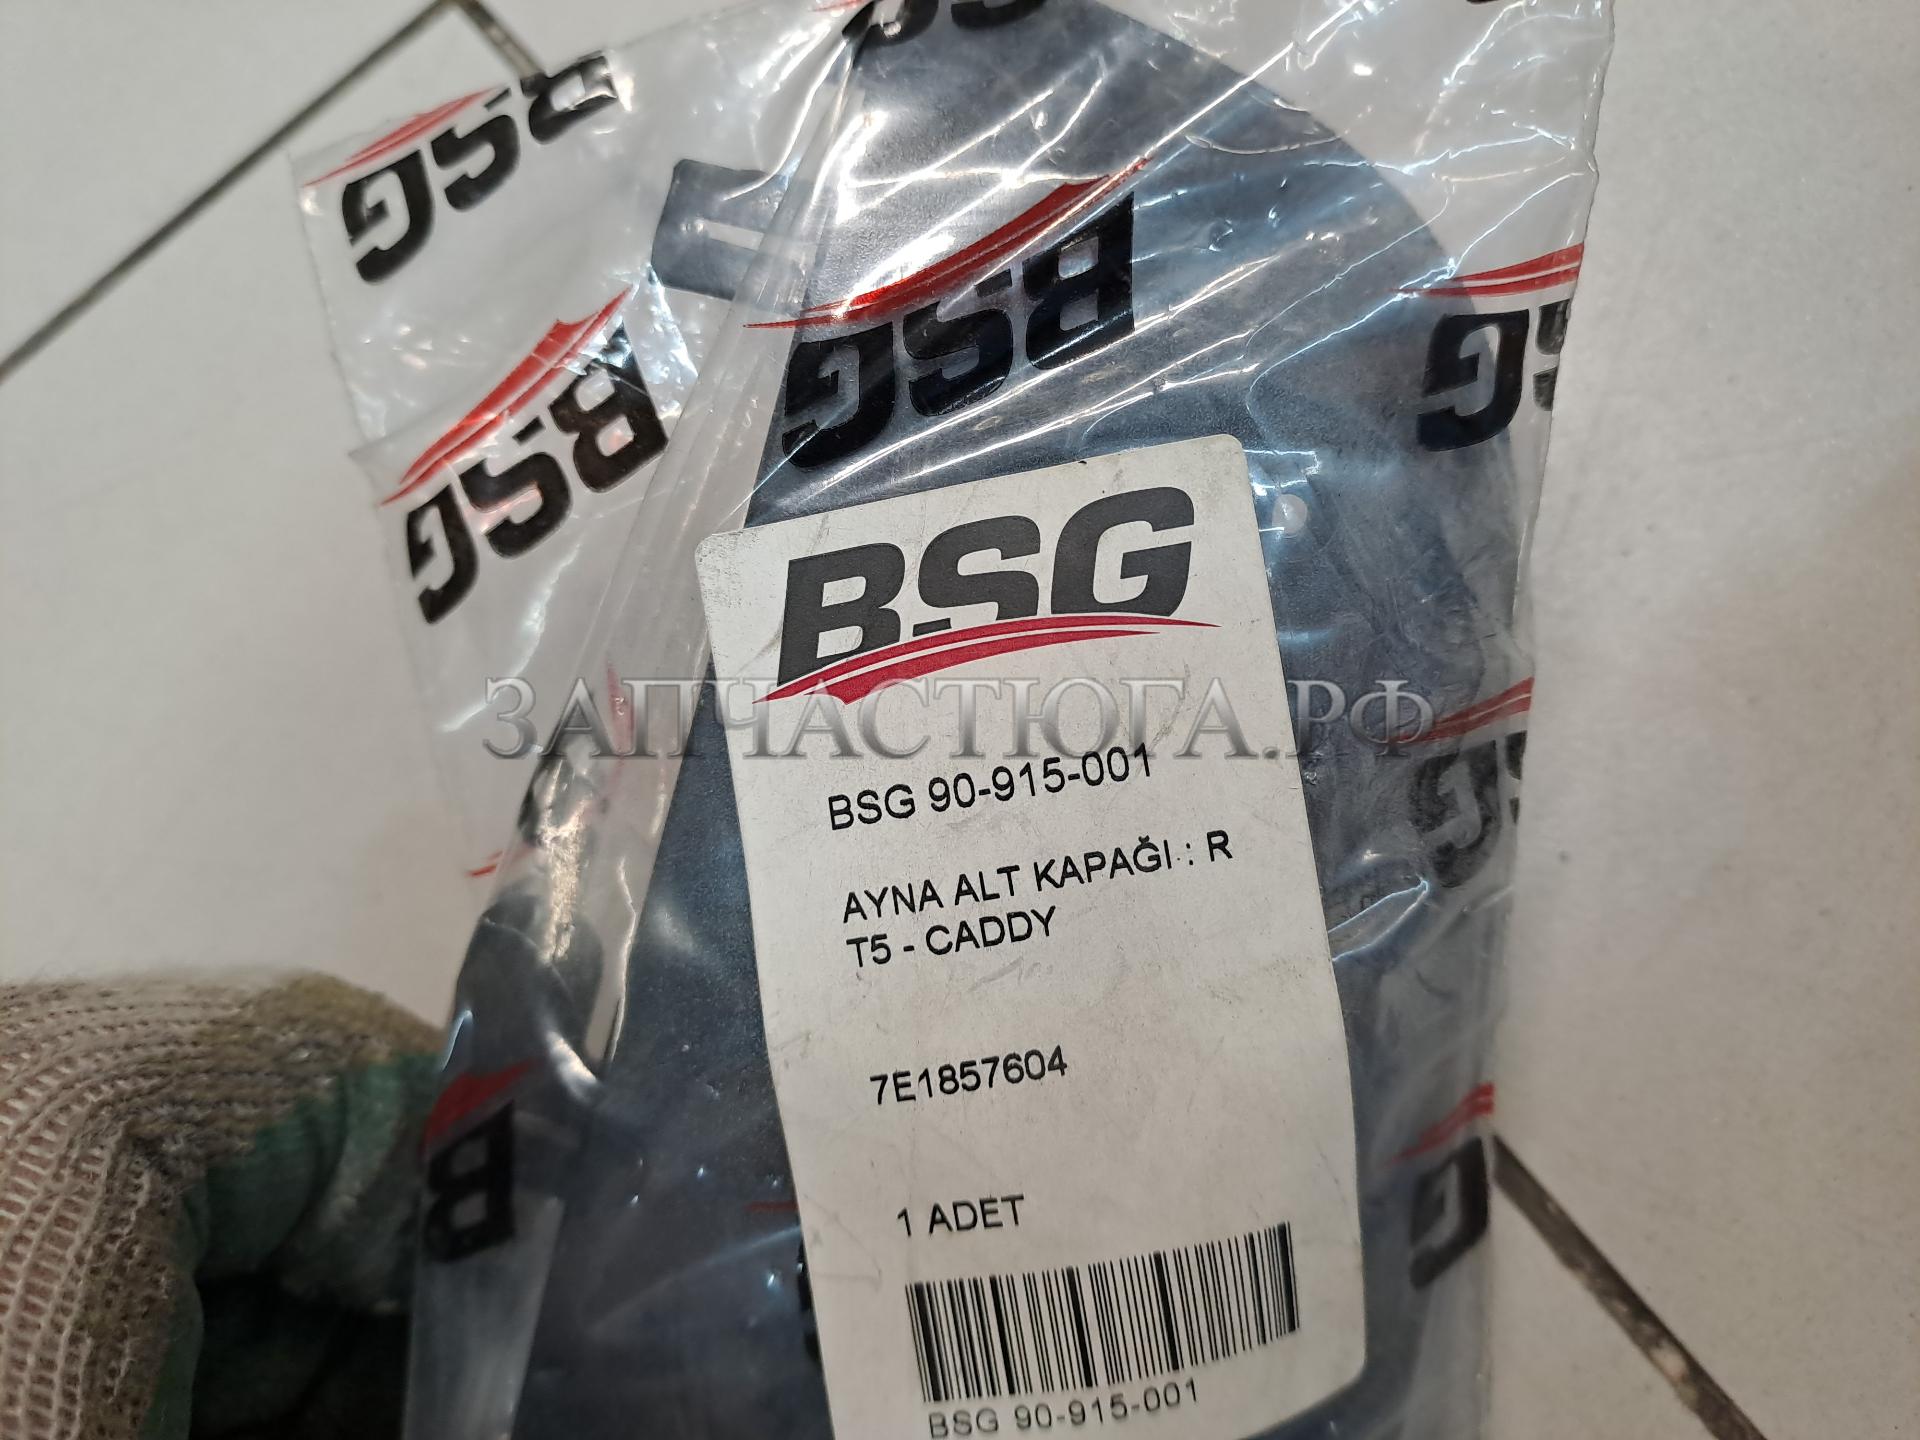 BSG
BSG
BSG
BSG
ЗАПЧАСТЮГА.РФ
BSG 90-915-001
AYNA ALT KAPAĞI : R
T5 - CADDY
7E1857604
1 ADET
BSG 90-915-001